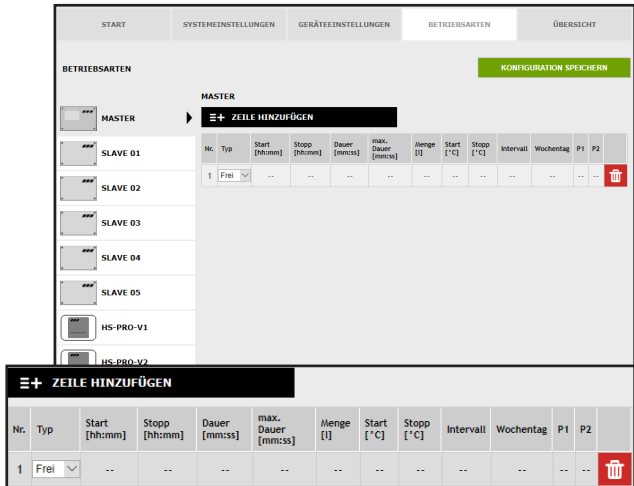 START SYSTEMEINSTELLUNGEN GERÄTEEINSTELLUNGEN BETRIEBSARTEN ÜBERSICHT
BETRIEBSARTEN KONFIGURATION SPEICHERN
MASTER
MASTER
ZEILE HINZUFÜGEN
SLAVE 01
Nr. Typ Start [hh:mm] Stopp [hh:mm] Dauer [mm:ss] max. Dauer [mm:ss] Menge [l] Start [°C] Stopp [°C] Intervall Wochentag P1 P2
1 Frei -- -- -- -- -- -- -- -- -- -- --
SLAVE 02
SLAVE 03
SLAVE 04
SLAVE 05
HS-PRO-V1
HS-PRO-V2
ZEILE HINZUFÜGEN
Nr. Typ Start [hh:mm] Stopp [hh:mm] Dauer [mm:ss] max. Dauer [mm:ss] Menge [l] Start [°C] Stopp [°C] Intervall Wochentag P1 P2
1 Frei -- -- -- -- -- -- -- -- -- -- --